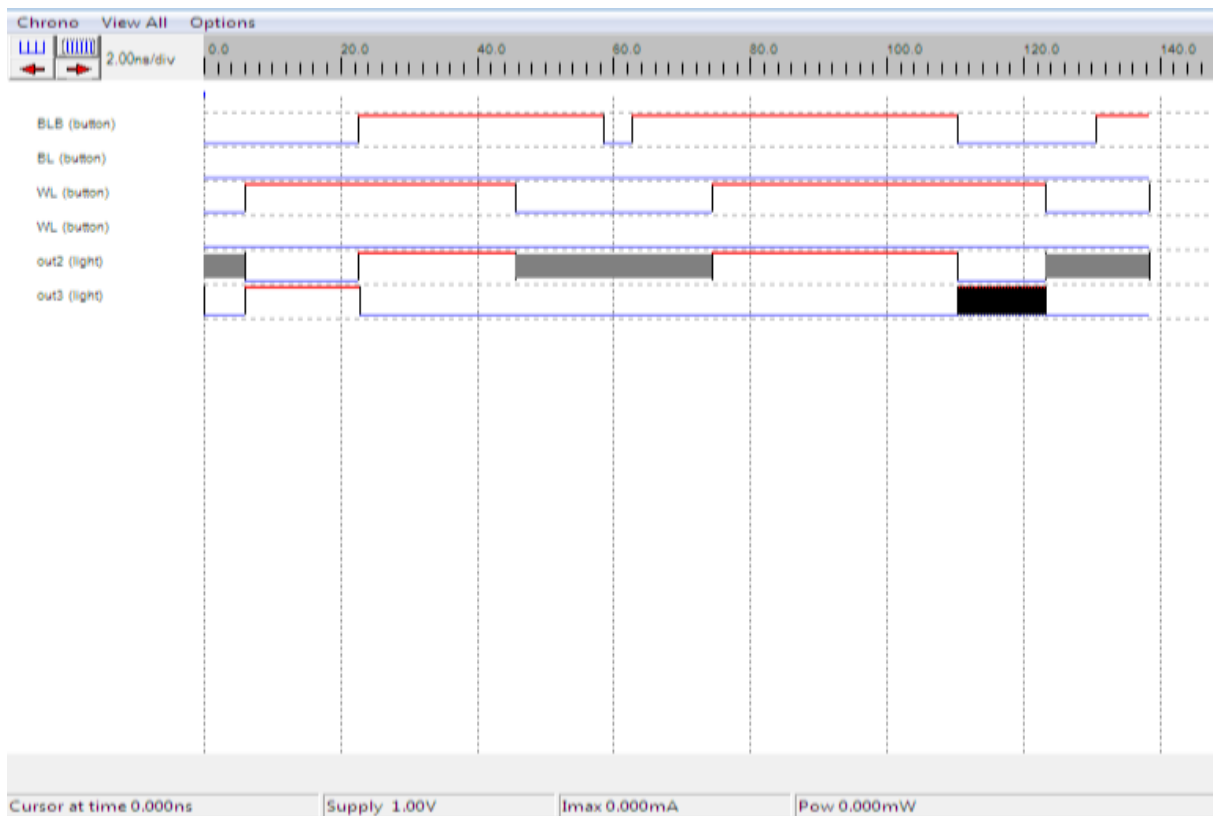 Chrono View All Options
2.00ns/div
0.0 20.0 40.0 60.0 80.0 100.0 120.0 140.0
BLB (button)
BL (button)
WL (button)
WL (button)
out2 (light)
out3 (light)
Cursor at time 0.000ns Supply 1.00V Imax 0.000mA Pow 0.000mW